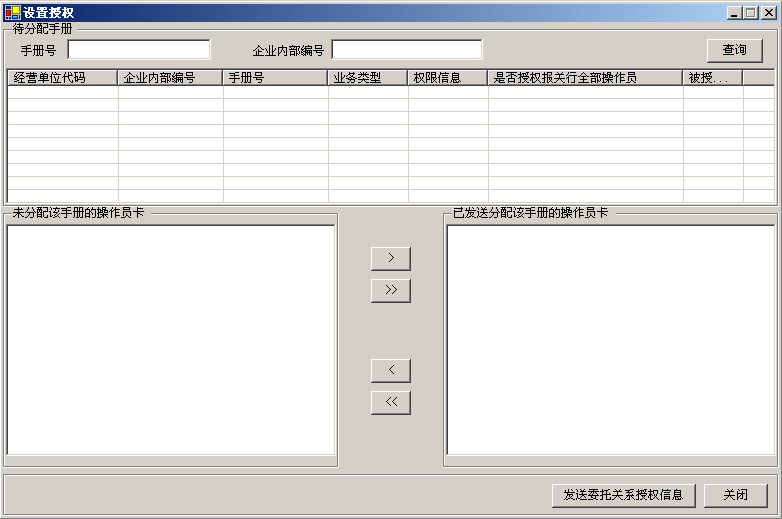 设置授权
待分配手册
手册号 企业内部编号 查询
经营单位代码 企业内部编号 手册号 业务类型 权限信息 是否授权报关行全部操作员 被授...
未分配该手册的操作员卡 已发送分配该手册的操作员卡
>
>>
<
<<
发送委托关系授权信息 关闭